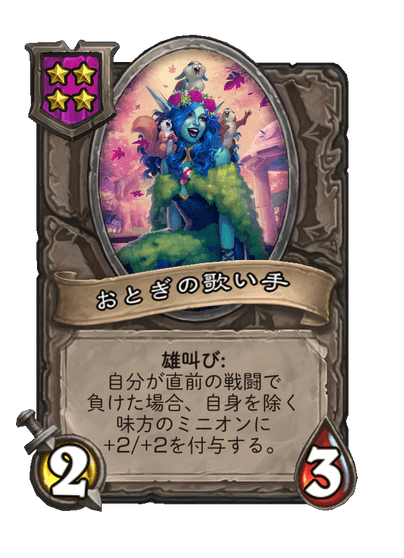 おとぎの歌い手
雄叫び:
自分が直前の戦闘で
負けた場合、自身を除く
味方のミニオンに
+2/+2を付与する。
2
3